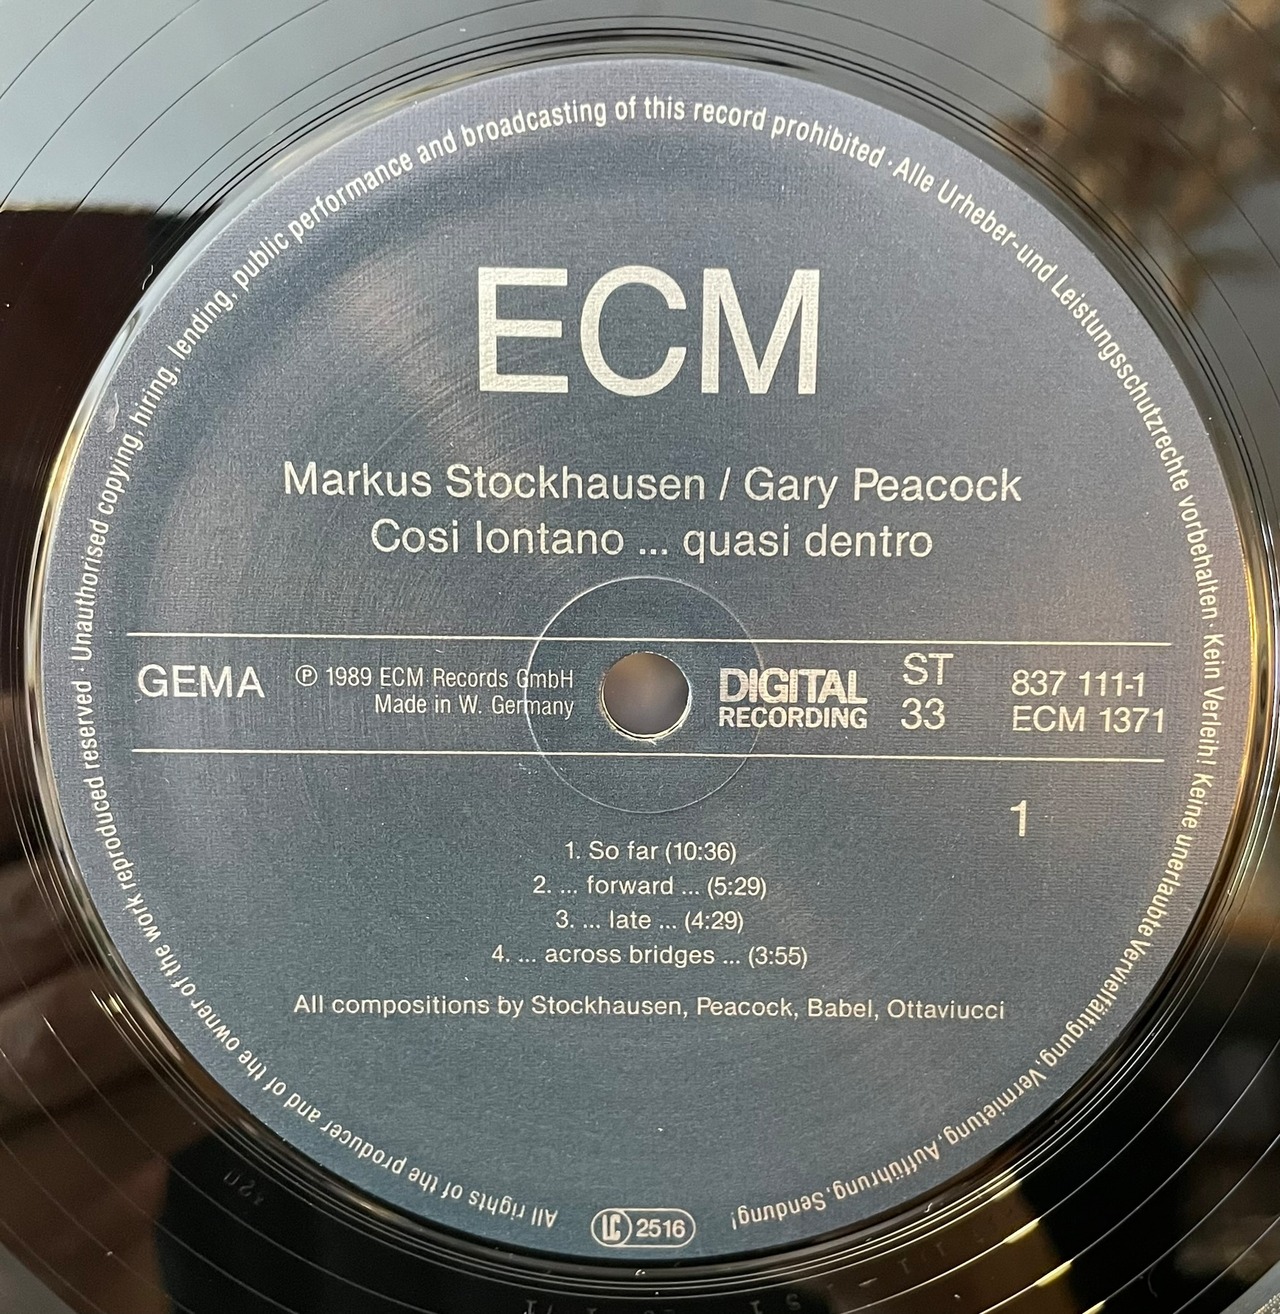 ECM
Markus Stockhausen / Gary Peacock
Cosi lontano ... quasi dentro
GEMA
℗ 1989 ECM Records GmbH
Made in W. Germany
DIGITAL
RECORDING
ST
33
837 111-1
ECM 1371
1
1. So far (10:36)
2. ... forward ... (5:29)
3. ... late ... (4:29)
4. ... across bridges ... (3:55)
All compositions by Stockhausen, Peacock, Babel, Ottaviucci
All rights of the producer and of the owner of the work reproduced reserved · Unauthorised copying, hiring, lending, public performance and broadcasting of this record prohibited · Alle Urheber-und Leistungsschutzrechte vorbehalten · Kein Verleih! Keine unerlaubte Vervielfältigung, Vermietung, Aufführung, Sendung!
LC 2516
320